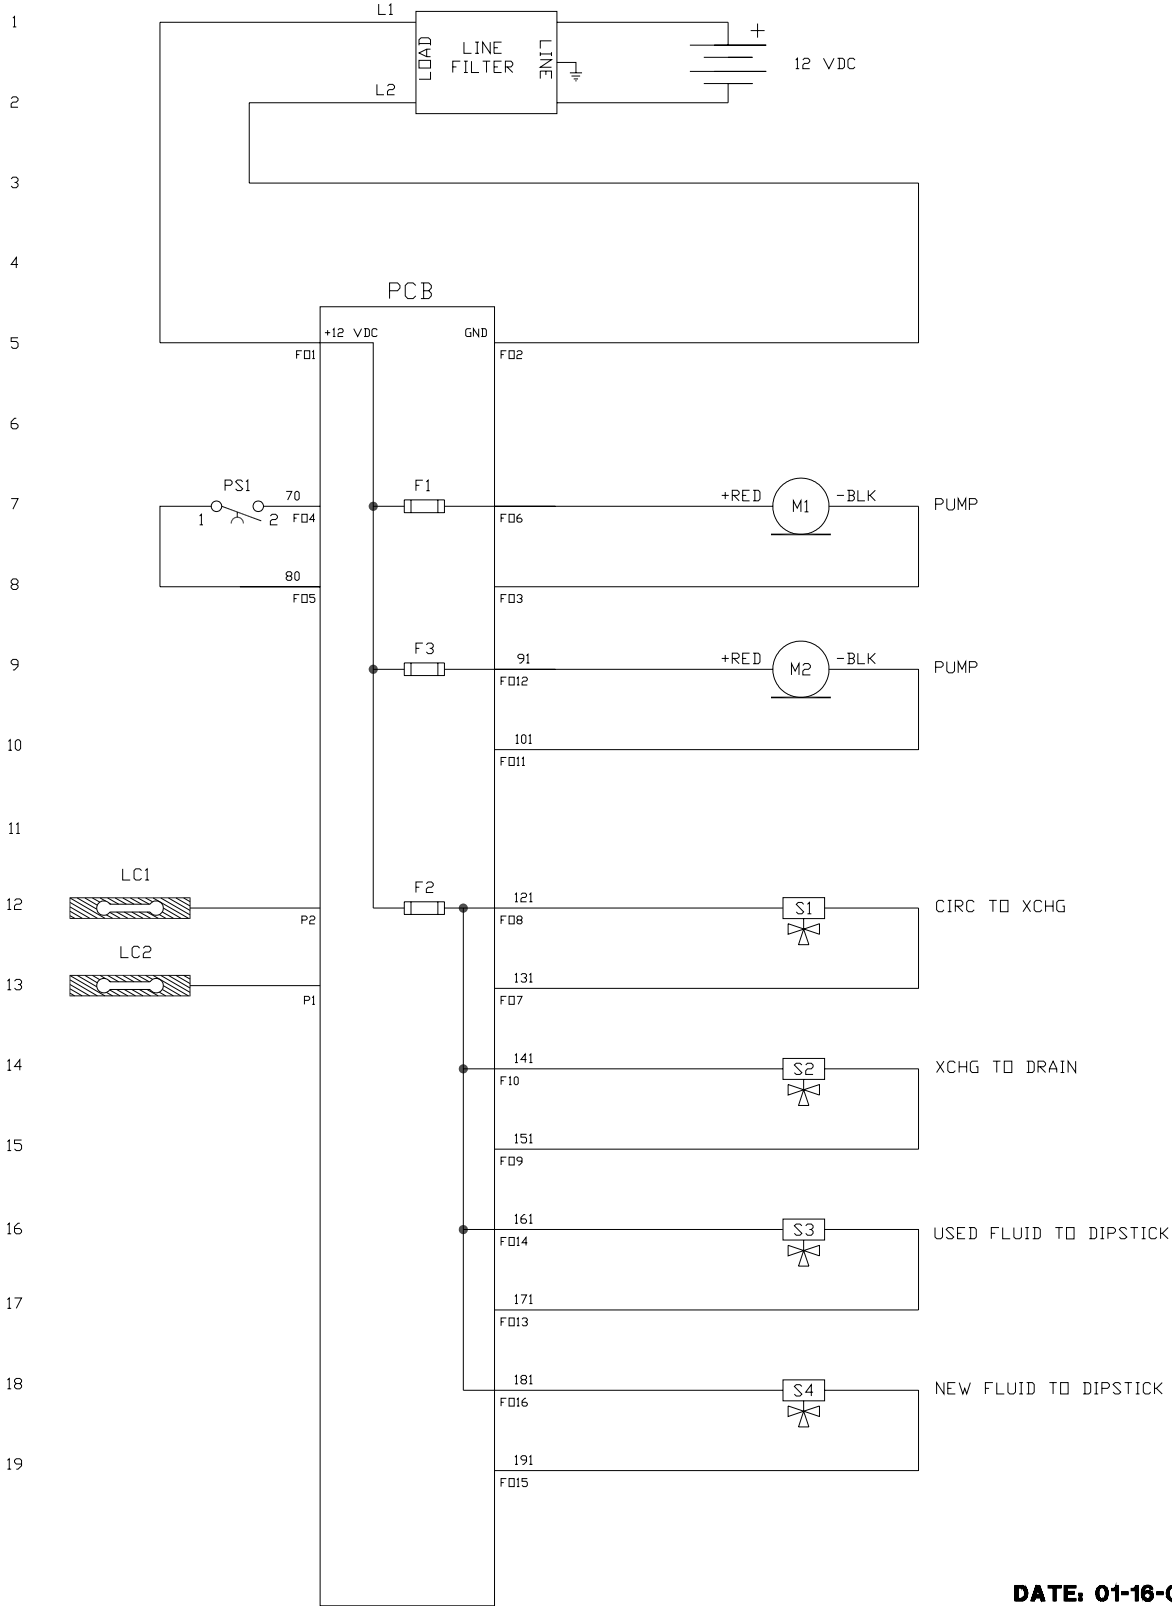 1
L1
LOAD
LINE
FILTER
LINE
+
12 VDC
2
L2
3
4
PCB
5
+12 VDC
GND
FO1
FO2
6
7
PS1
70
1
2
FO4
F1
FO6
+RED
M1
-BLK
PUMP
8
80
FO5
FO3
9
F3
91
FO12
+RED
M2
-BLK
PUMP
10
101
FO11
11
12
LC1
P2
F2
121
FO8
S1
CIRC TO XCHG
13
LC2
P1
131
FO7
14
141
F10
S2
XCHG TO DRAIN
15
151
FO9
16
161
FO14
S3
USED FLUID TO DIPSTICK
17
171
FO13
18
181
FO16
S4
NEW FLUID TO DIPSTICK
19
191
FO15
DATE: 01-16-